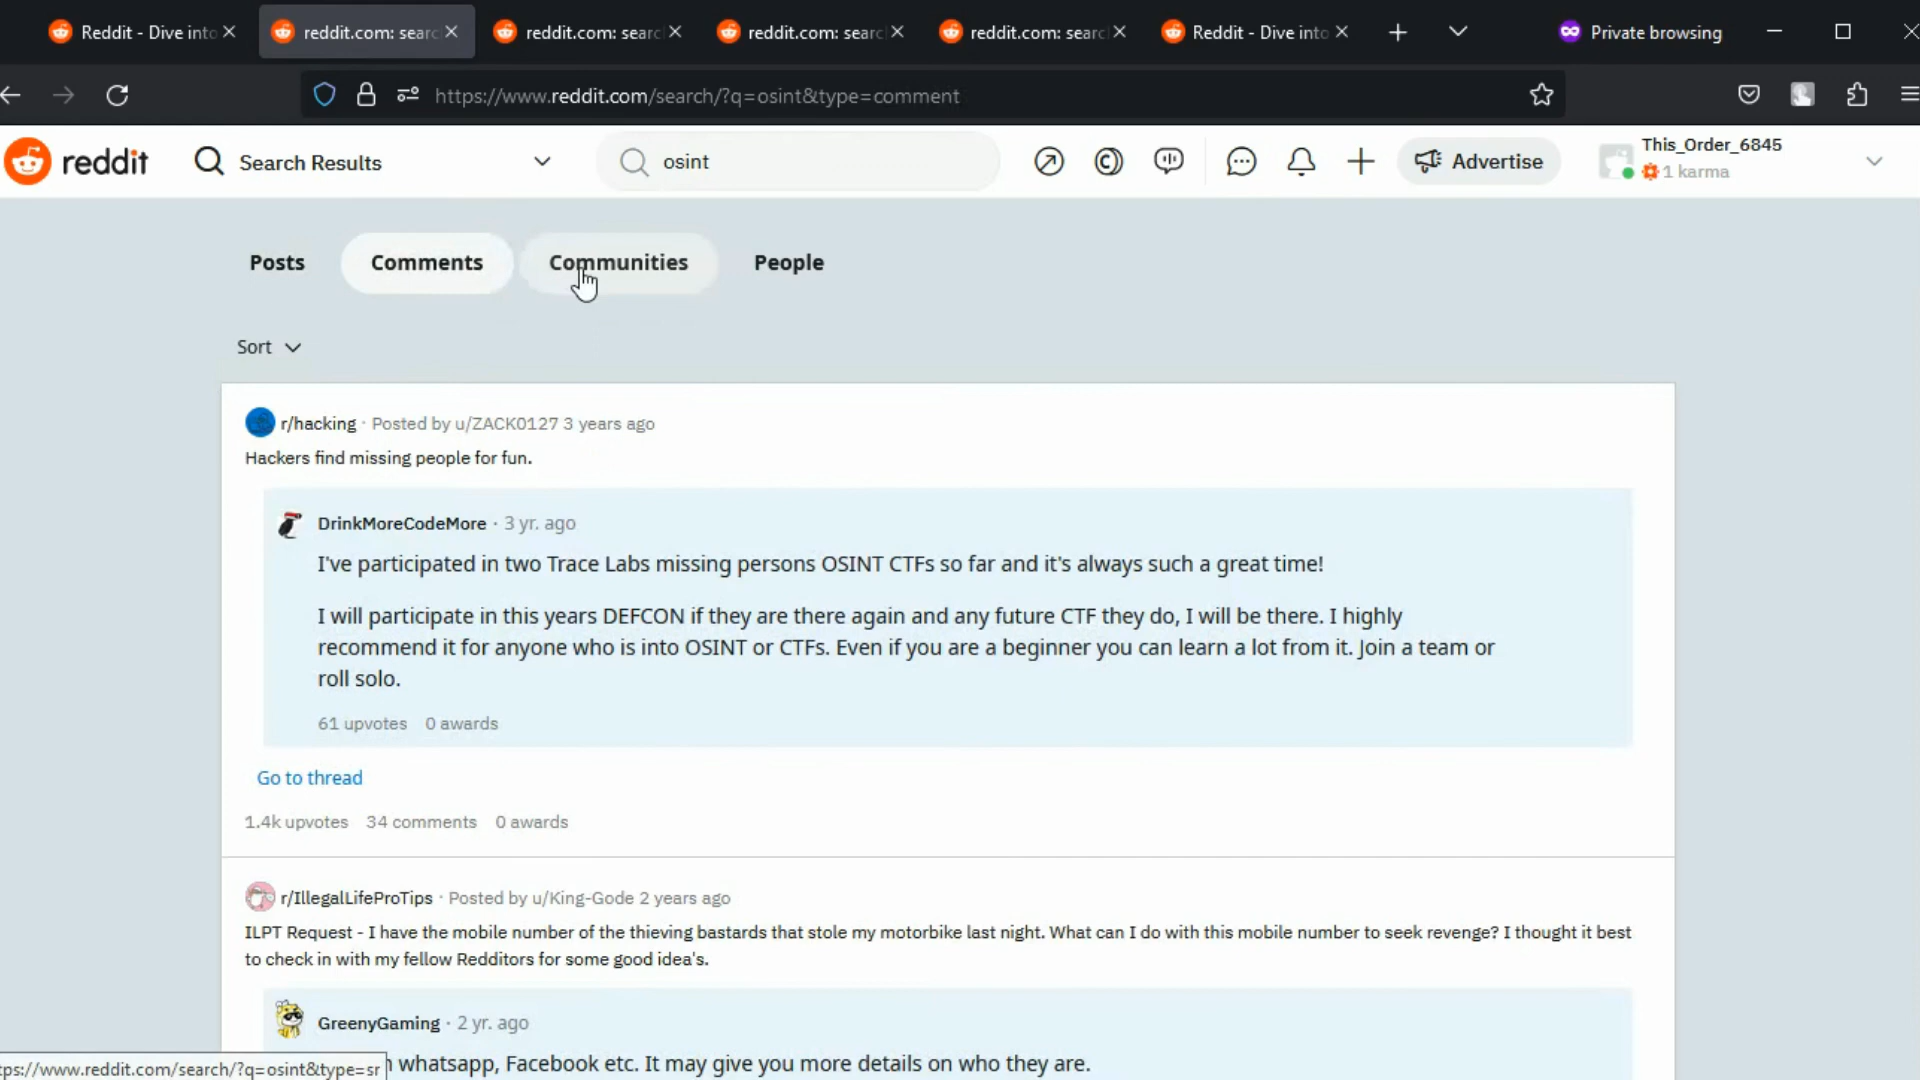 Reddit - Dive into
reddit.com: searc
reddit.com: searc
reddit.com: searc
reddit.com: searc
Reddit - Dive into
Private browsing
https://www.reddit.com/search/?q=osint&type=comment
reddit
Search Results
osint
Advertise
This_Order_6845
1 karma
Posts
Comments
Communities
People
Sort
r/hacking · Posted by u/ZACK0127 3 years ago
Hackers find missing people for fun.
DrinkMoreCodeMore · 3 yr. ago
I've participated in two Trace Labs missing persons OSINT CTFs so far and it's always such a great time!
I will participate in this years DEFCON if they are there again and any future CTF they do, I will be there. I highly
recommend it for anyone who is into OSINT or CTFs. Even if you are a beginner you can learn a lot from it. Join a team or
roll solo.
61 upvotes 0 awards
Go to thread
1.4k upvotes 34 comments 0 awards
r/IllegalLifeProTips · Posted by u/King-Gode 2 years ago
ILPT Request - I have the mobile number of the thieving bastards that stole my motorbike last night. What can I do with this mobile number to seek revenge? I thought it best
to check in with my fellow Redditors for some good idea's.
GreenyGaming · 2 yr. ago
whatsapp, Facebook etc. It may give you more details on who they are.
tps://www.reddit.com/search/?q=osint&type=sr